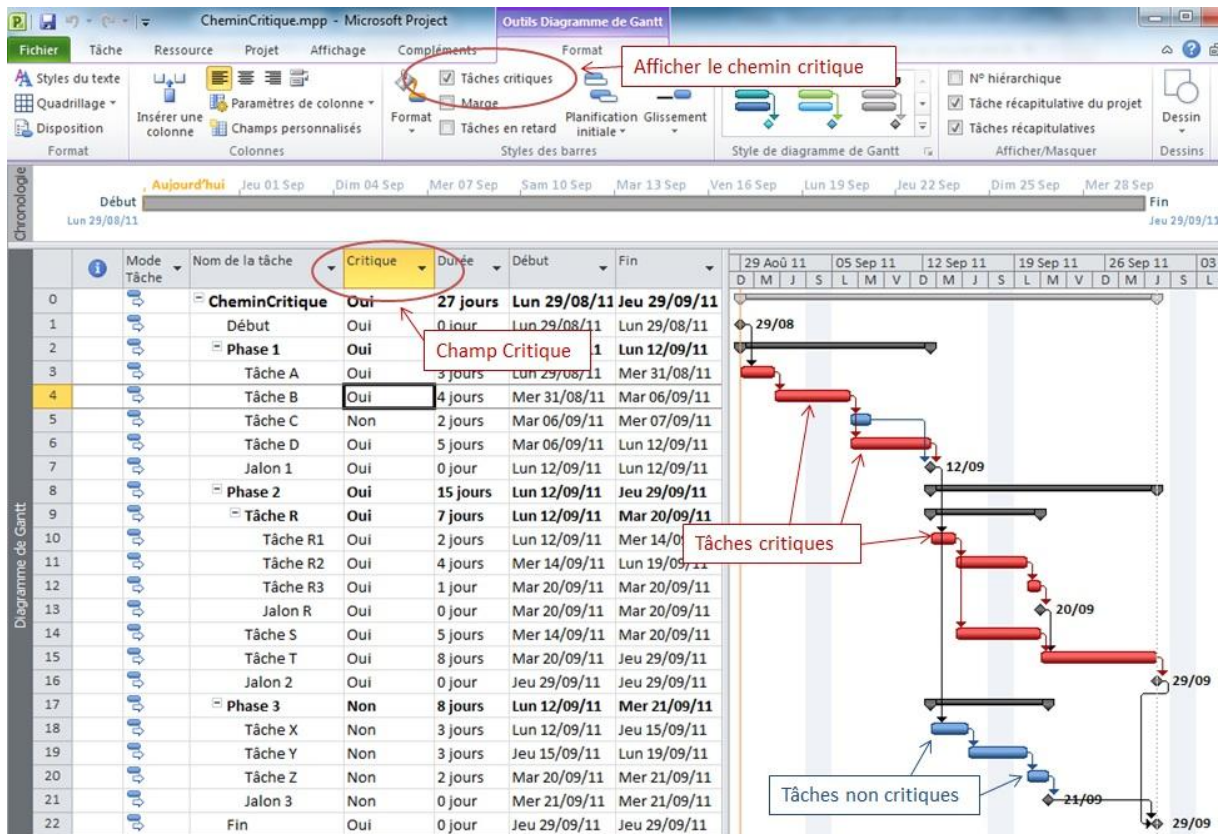 CheminCritique.mpp - Microsoft Project
Outils Diagramme de Gantt
Fichier Tâche Ressource Projet Affichage Compléments Format
Styles du texte
Quadrillage
Disposition
Format
Insérer une colonne
Paramètres de colonne
Champs personnalisés
Colonnes
Format
Tâches critiques
Marge
Tâches en retard
Planification initiale
Glissement
Styles des barres
Afficher le chemin critique
Style de diagramme de Gantt
N° hiérarchique
Tâche récapitulative du projet
Tâches récapitulatives
Afficher/Masquer
Dessin
Dessins
Chronologie
Aujourd'hui Jeu 01 Sep Dim 04 Sep Mer 07 Sep Sam 10 Sep Mar 13 Sep Ven 16 Sep Lun 19 Sep Jeu 22 Sep Dim 25 Sep Mer 28 Sep
Début Fin
Lun 29/08/11 Jeu 29/09/11
Diagramme de Gantt
Mode Tâche Nom de la tâche Critique Durée Début Fin
29 Aoû 11 05 Sep 11 12 Sep 11 19 Sep 11 26 Sep 11 03
D M J S L M V D M J S L M V D M J S L
0 CheminCritique Oui 27 jours Lun 29/08/11 Jeu 29/09/11
1 Début Oui 0 jour Lun 29/08/11 Lun 29/08/11 29/08
2 Phase 1 Oui 1 Lun 12/09/11
Champ Critique
3 Tâche A Oui 3 jours Lun 29/08/11 Mer 31/08/11
4 Tâche B Oui 4 jours Mer 31/08/11 Mar 06/09/11
5 Tâche C Non 2 jours Mar 06/09/11 Mer 07/09/11
6 Tâche D Oui 5 jours Mar 06/09/11 Lun 12/09/11
7 Jalon 1 Oui 0 jour Lun 12/09/11 Lun 12/09/11 12/09
8 Phase 2 Oui 15 jours Lun 12/09/11 Jeu 29/09/11
9 Tâche R Oui 7 jours Lun 12/09/11 Mar 20/09/11
10 Tâche R1 Oui 2 jours Lun 12/09/11 Mer 14/0
Tâches critiques
11 Tâche R2 Oui 4 jours Mer 14/09/11 Lun 19/09/11
12 Tâche R3 Oui 1 jour Mar 20/09/11 Mar 20/09/11
13 Jalon R Oui 0 jour Mar 20/09/11 Mar 20/09/11 20/09
14 Tâche S Oui 5 jours Mer 14/09/11 Mar 20/09/11
15 Tâche T Oui 8 jours Mar 20/09/11 Jeu 29/09/11
16 Jalon 2 Oui 0 jour Jeu 29/09/11 Jeu 29/09/11 29/09
17 Phase 3 Non 8 jours Lun 12/09/11 Mer 21/09/11
18 Tâche X Non 3 jours Lun 12/09/11 Jeu 15/09/11
19 Tâche Y Non 3 jours Jeu 15/09/11 Lun 19/09/11
20 Tâche Z Non 2 jours Mar 20/09/11 Mer 21/09/11
Tâches non critiques
21 Jalon 3 Non 0 jour Mer 21/09/11 Mer 21/09/11 21/09
22 Fin Oui 0 jour Jeu 29/09/11 Jeu 29/09/11 29/09